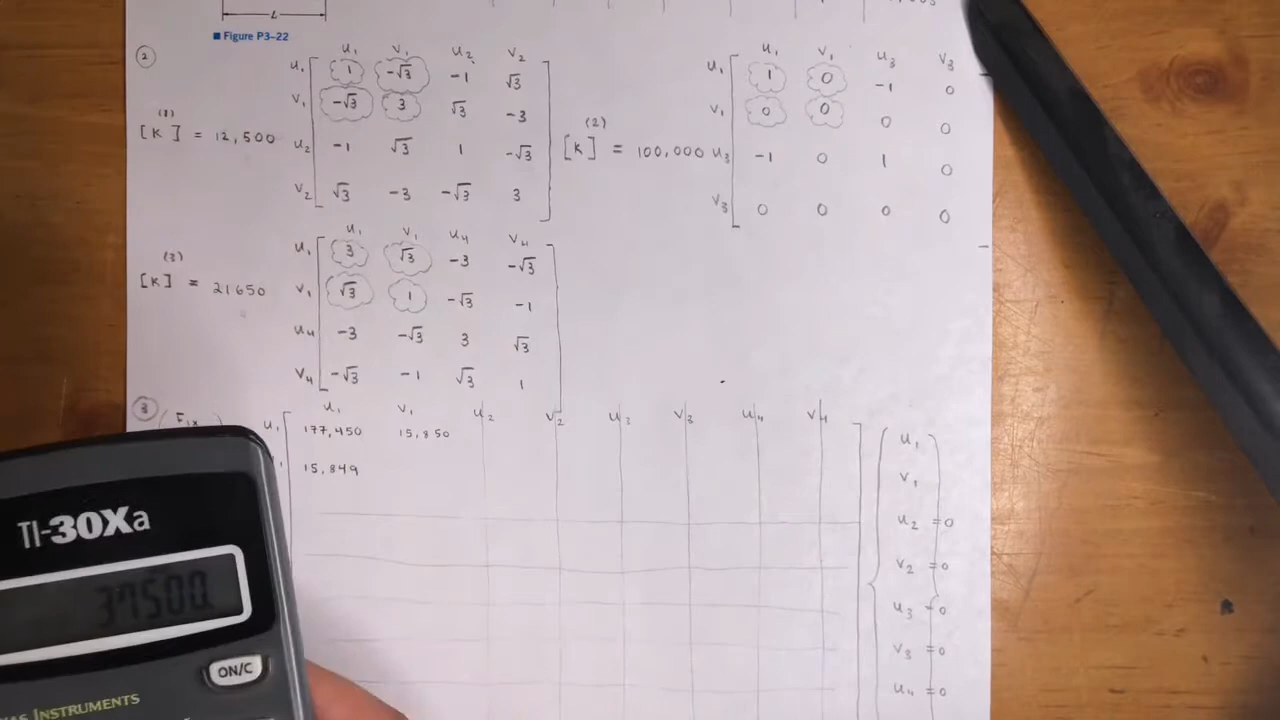 L
■ Figure P3-22
②
u₁ v₁ u₂ v₂
u₁ 1 -√3 -1 √3
v₁ -√3 3 √3 -3
u₂ -1 √3 1 -√3
v₂ √3 -3 -√3 3
[K]⁽¹⁾ = 12,500
u₁ v₁ u₃ v₃
u₁ 1 0 -1 0
v₁ 0 0 0 0
u₃ -1 0 1 0
v₃ 0 0 0 0
[K]⁽²⁾ = 100,000
u₁ v₁ u₄ v₄
u₁ 3 √3 -3 -√3
v₁ √3 1 -√3 -1
u₄ -3 -√3 3 √3
v₄ -√3 -1 √3 1
[K]⁽³⁾ = 21650
③
u₁ v₁ u₂ v₂ u₃ v₃ u₄ v₄
F₁ₓ u₁ 177,450 15,850 u₁
15,849 v₁
u₂ =0
v₂ =0
u₃ =0
v₃ =0
u₄ =0
TI-30Xa
37500.
ON/C
INSTRUMENTS